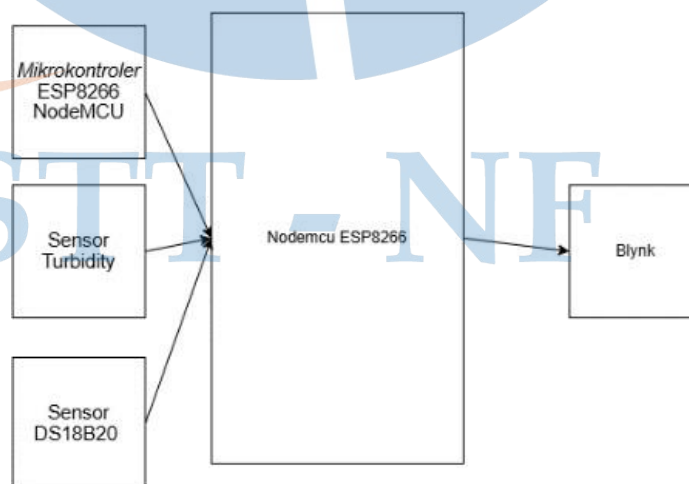 Mikrokontroler
ESP8266
NodeMCU
Sensor
Turbidity
Sensor
DS18B20
Nodemcu ESP8266
Blynk
STT - NF